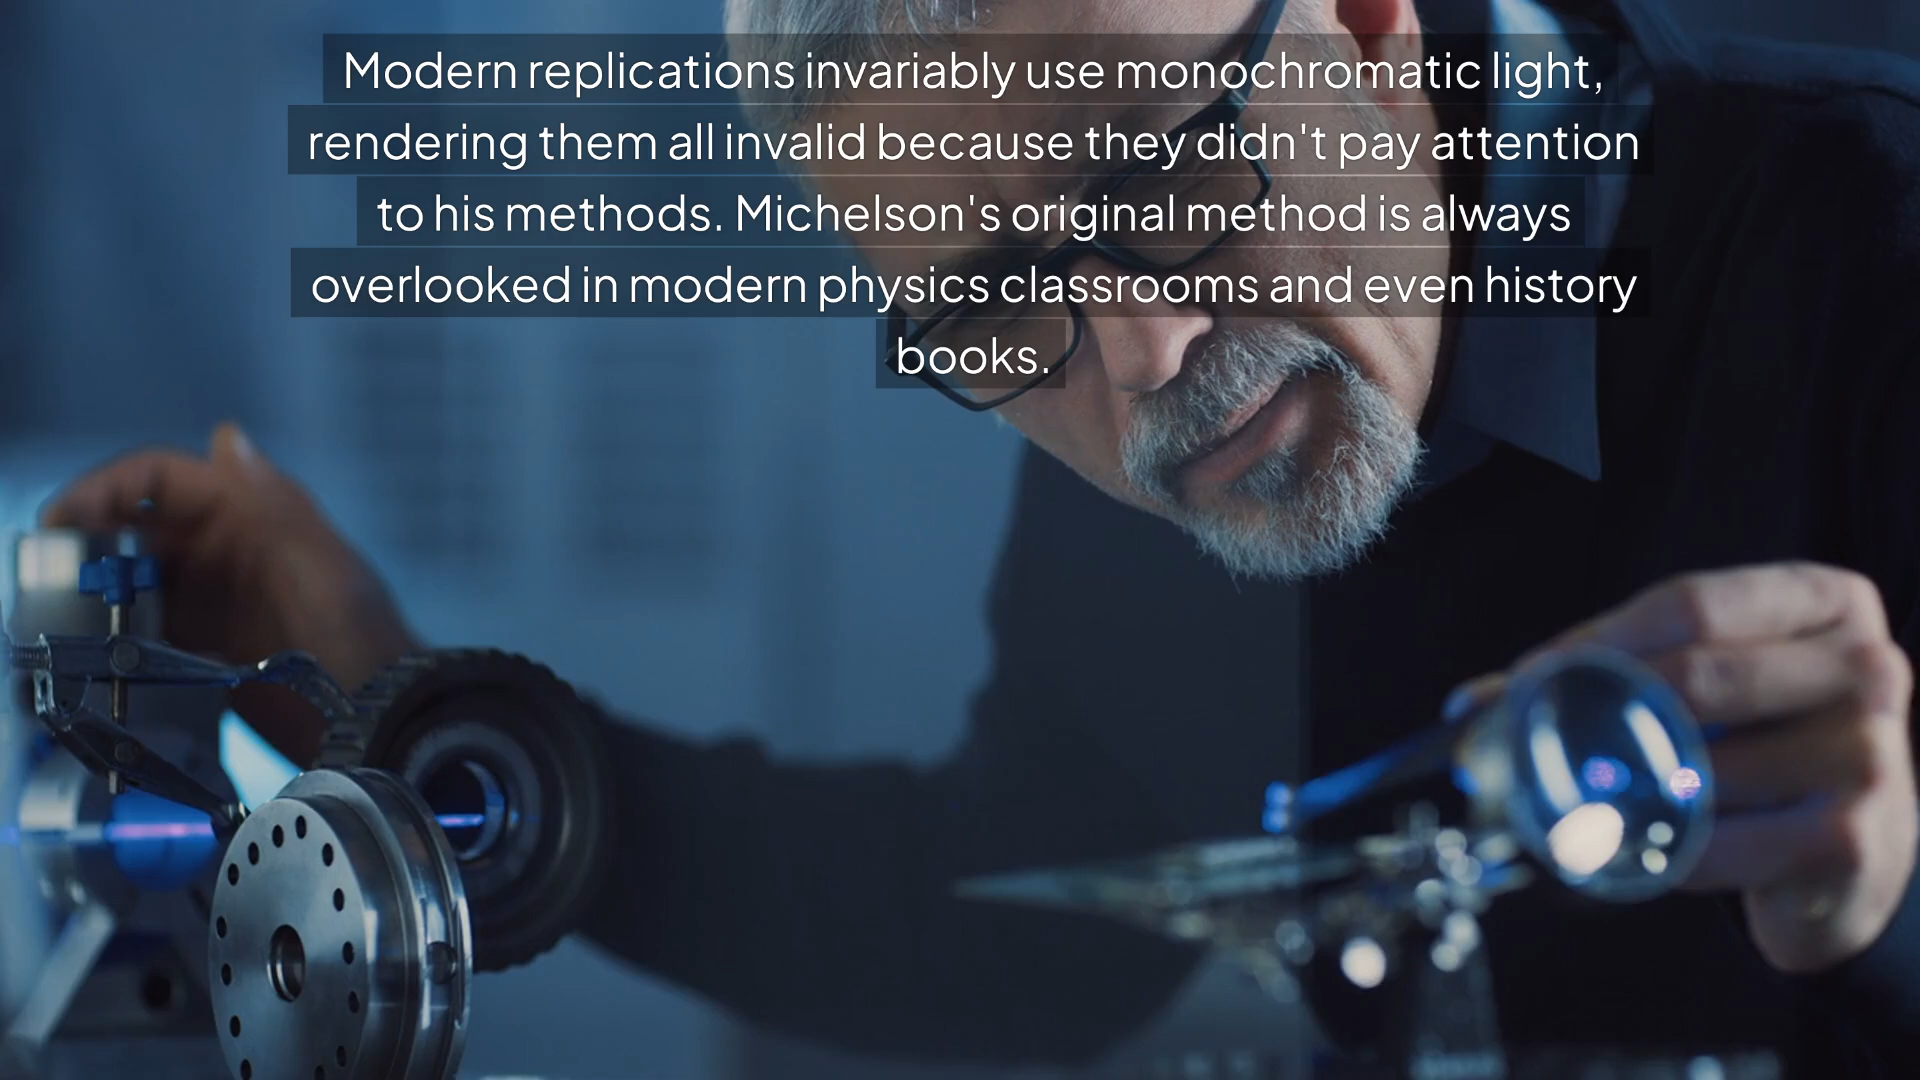 Modern replications invariably use monochromatic light,
rendering them all invalid because they didn't pay attention
to his methods. Michelson's original method is always
overlooked in modern physics classrooms and even history
books.